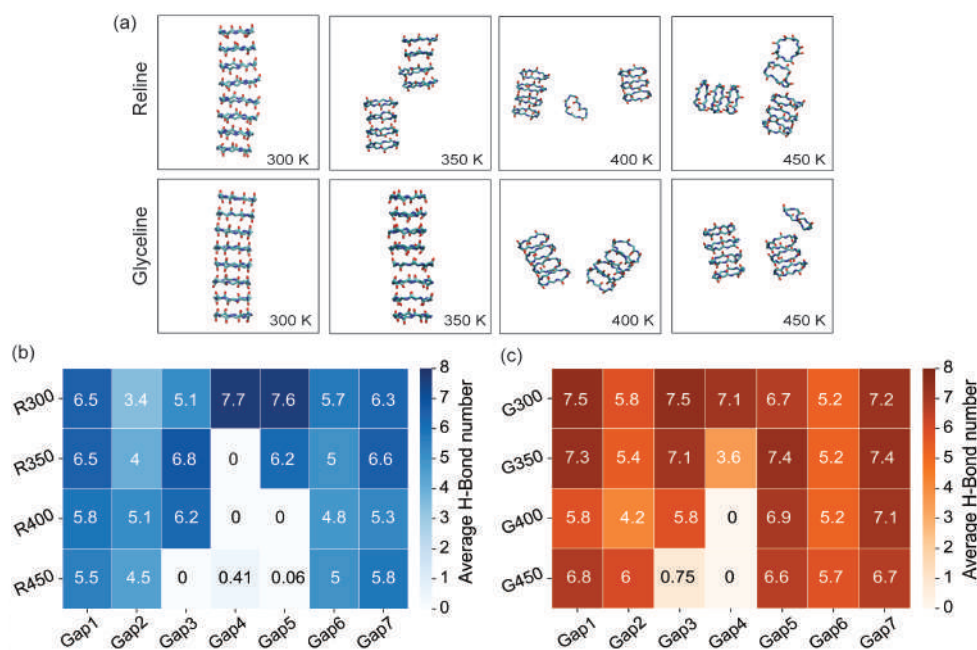 (a)
Reline
300 K
350 K
400 K
450 K
Glyceline
300 K
350 K
400 K
450 K
(b)
R300 6.5 3.4 5.1 7.7 7.6 5.7 6.3
R350 6.5 4 6.8 0 6.2 5 6.6
R400 5.8 5.1 6.2 0 0 4.8 5.3
R450 5.5 4.5 0 0.41 0.06 5 5.8
Gap1 Gap2 Gap3 Gap4 Gap5 Gap6 Gap7
8
7
6
5
4
3
2
1
0
Average H-Bond number
(c)
G300 7.5 5.8 7.5 7.1 6.7 5.2 7.2
G350 7.3 5.4 7.1 3.6 7.4 5.2 7.4
G400 5.8 4.2 5.8 0 6.9 5.2 7.1
G450 6.8 6 0.75 0 6.6 5.7 6.7
Gap1 Gap2 Gap3 Gap4 Gap5 Gap6 Gap7
8
7
6
5
4
3
2
1
0
Average H-Bond number